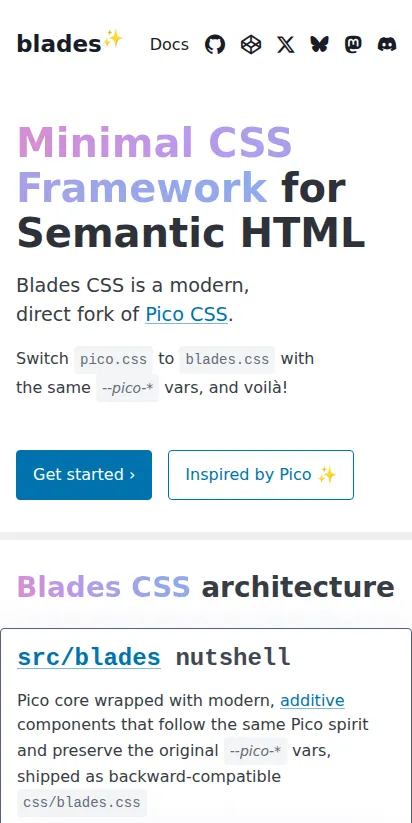 blades✨ Docs
Minimal CSS
Framework for
Semantic HTML
Blades CSS is a modern,
direct fork of Pico CSS.
Switch pico.css to blades.css with
the same --pico-* vars, and voilà!
Get started › Inspired by Pico ✨
Blades CSS architecture
src/blades nutshell
Pico core wrapped with modern, additive
components that follow the same Pico spirit
and preserve the original --pico-* vars,
shipped as backward-compatible
css/blades.css